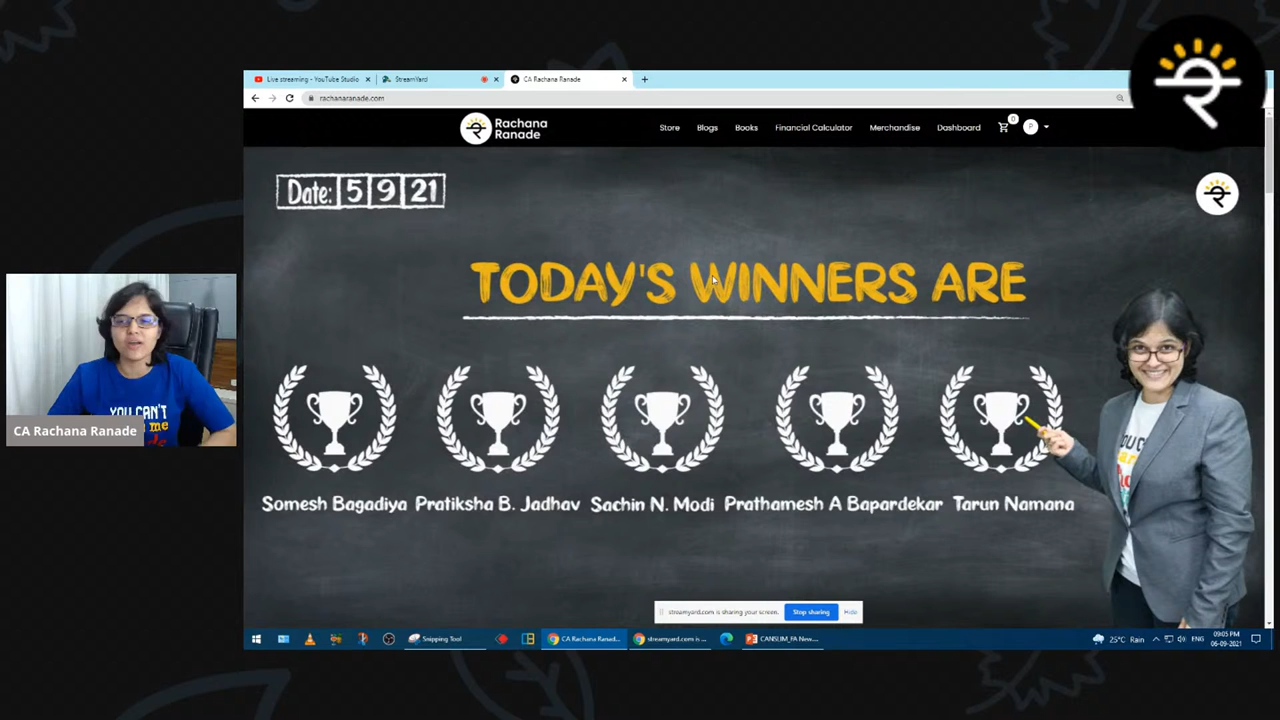 Live streaming - YouTube Studio
StreamYard
CA Rachana Ranade
rachanaranade.com
Rachana
Ranade
Store
Blogs
Books
Financial Calculator
Merchandise
Dashboard
0
P
Date: 5 9 21
TODAY'S WINNERS ARE
Somesh Bagadiya
Pratiksha B. Jadhav
Sachin N. Modi
Prathamesh A Bapardekar
Tarun Namana
YOU CAN'T
me
CA Rachana Ranade
streamyard.com is sharing your screen.
Stop sharing
Hide
Snipping Tool
CA Rachana Ranad...
streamyard.com is ...
CANSLIM_FA New...
25°C Rain
ENG
09:05 PM
06-09-2021